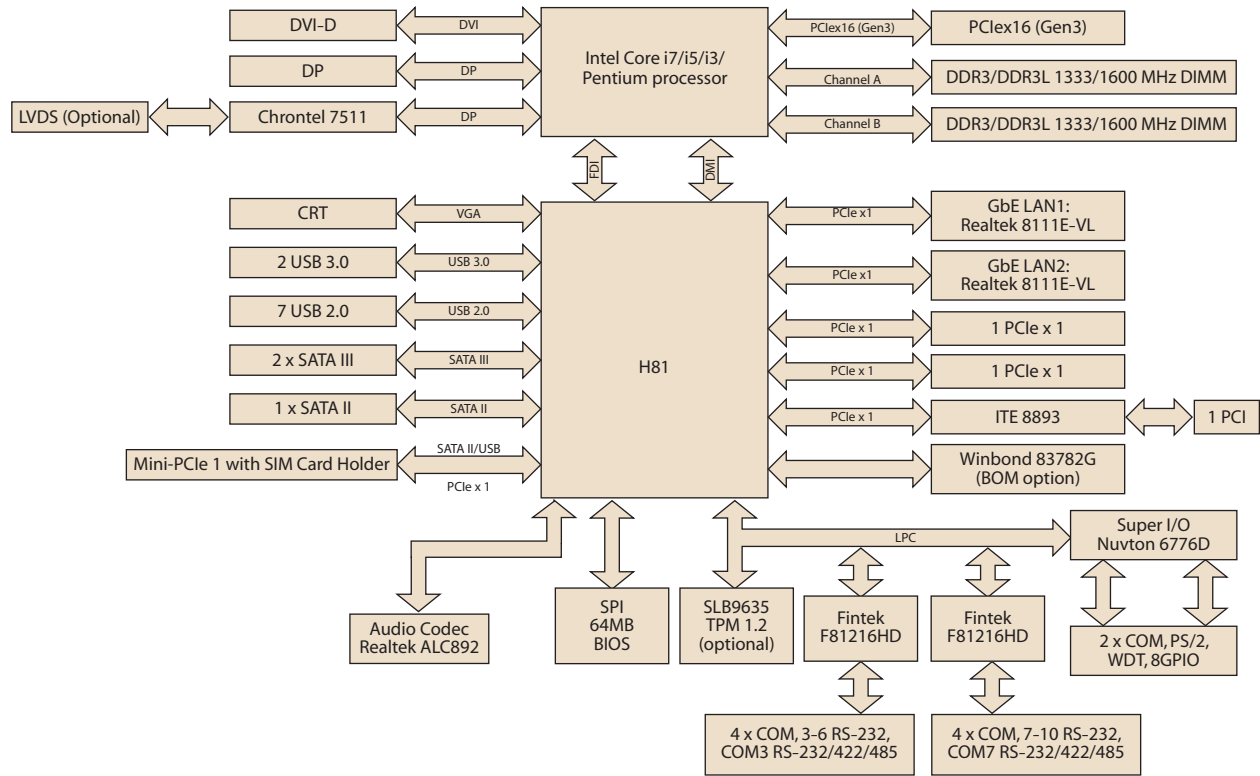 DVI-D
DVI
Intel Core i7/i5/i3/
Pentium processor
PCIex16 (Gen3)
PCIex16 (Gen3)
DP
DP
Channel A
DDR3/DDR3L 1333/1600 MHz DIMM
LVDS (Optional)
Chrontel 7511
DP
Channel B
DDR3/DDR3L 1333/1600 MHz DIMM
FDI
DMI
CRT
VGA
H81
PCIe x1
GbE LAN1:
Realtek 8111E-VL
2 USB 3.0
USB 3.0
PCIe x1
GbE LAN2:
Realtek 8111E-VL
7 USB 2.0
USB 2.0
PCIe x 1
1 PCIe x 1
2 x SATA III
SATA III
PCIe x 1
1 PCIe x 1
1 x SATA II
SATA II
PCIe x 1
ITE 8893
1 PCI
Mini-PCIe 1 with SIM Card Holder
SATA II/USB
PCIe x 1
Winbond 83782G
(BOM option)
LPC
Super I/O
Nuvton 6776D
Audio Codec
Realtek ALC892
SPI
64MB
BIOS
SLB9635
TPM 1.2
(optional)
Fintek
F81216HD
Fintek
F81216HD
2 x COM, PS/2,
WDT, 8GPIO
4 x COM, 3-6 RS-232,
COM3 RS-232/422/485
4 x COM, 7-10 RS-232,
COM7 RS-232/422/485